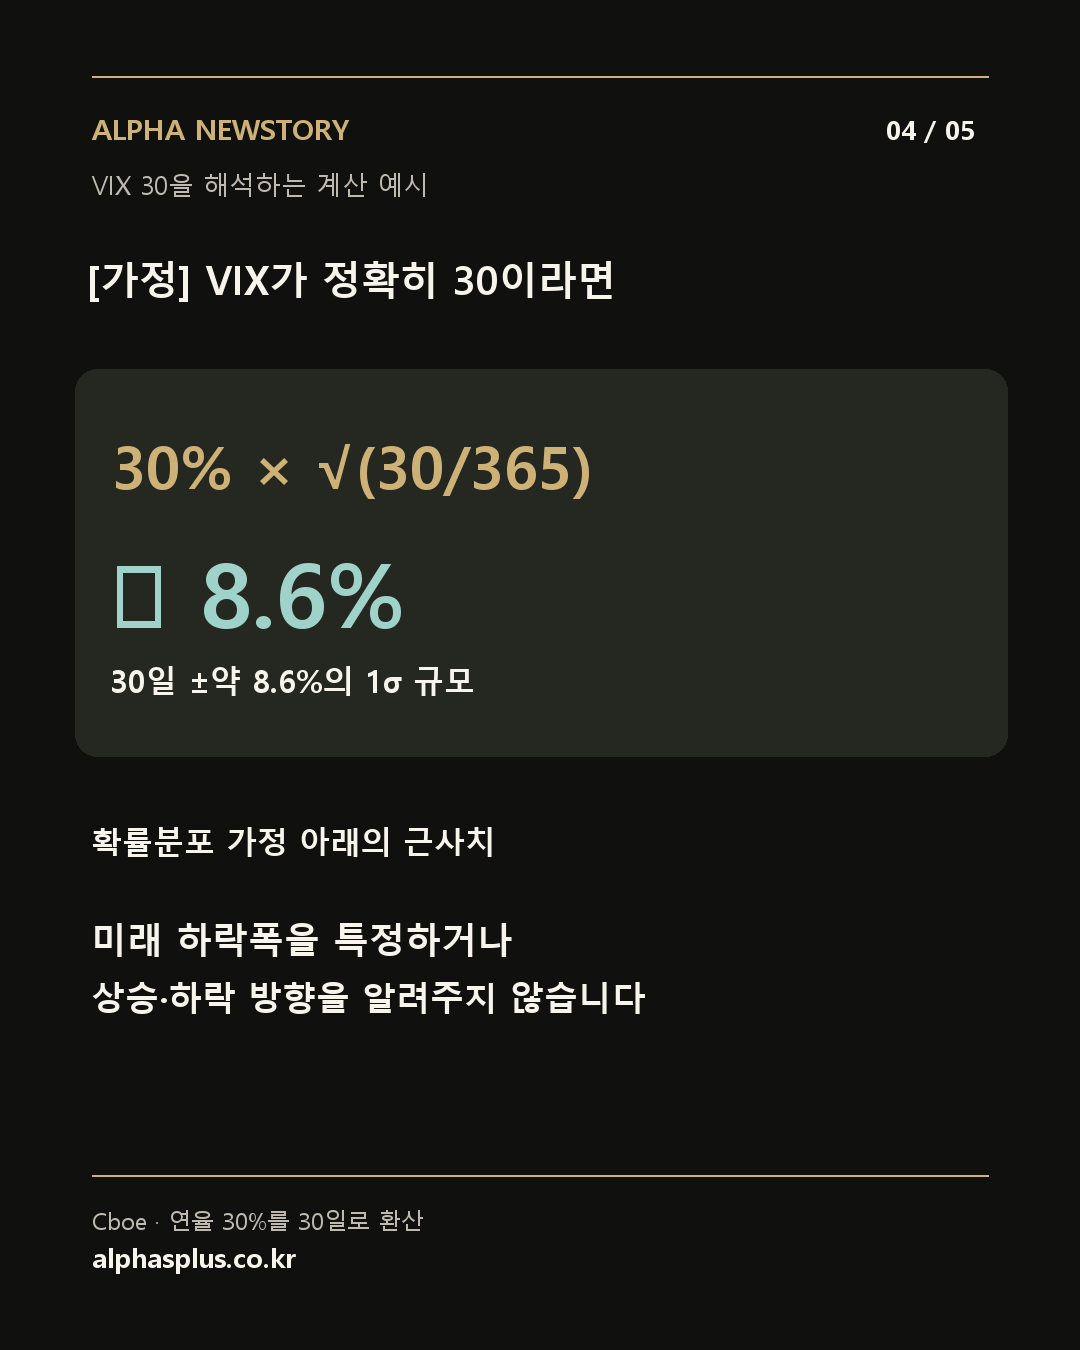 ALPHA NEWSTORY
04 / 05
VIX 30을 해석하는 계산 예시
[가정] VIX가 정확히 30이라면
30% × √(30/365)
▯ 8.6%
30일 ±약 8.6%의 1σ 규모
확률분포 가정 아래의 근사치
미래 하락폭을 특정하거나
상승·하락 방향을 알려주지 않습니다
Cboe · 연율 30%를 30일로 환산
alphasplus.co.kr